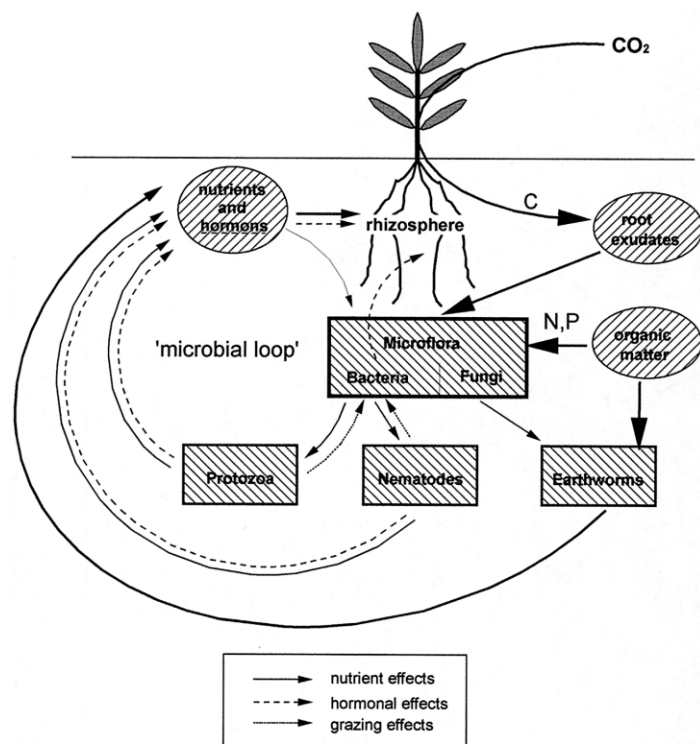 CO₂
C
nutrients
and
hormons
rhizosphere
root
exudates
N,P
organic
matter
'microbial loop'
Microflora
Bacteria
Fungi
Protozoa
Nematodes
Earthworms
nutrient effects
hormonal effects
grazing effects